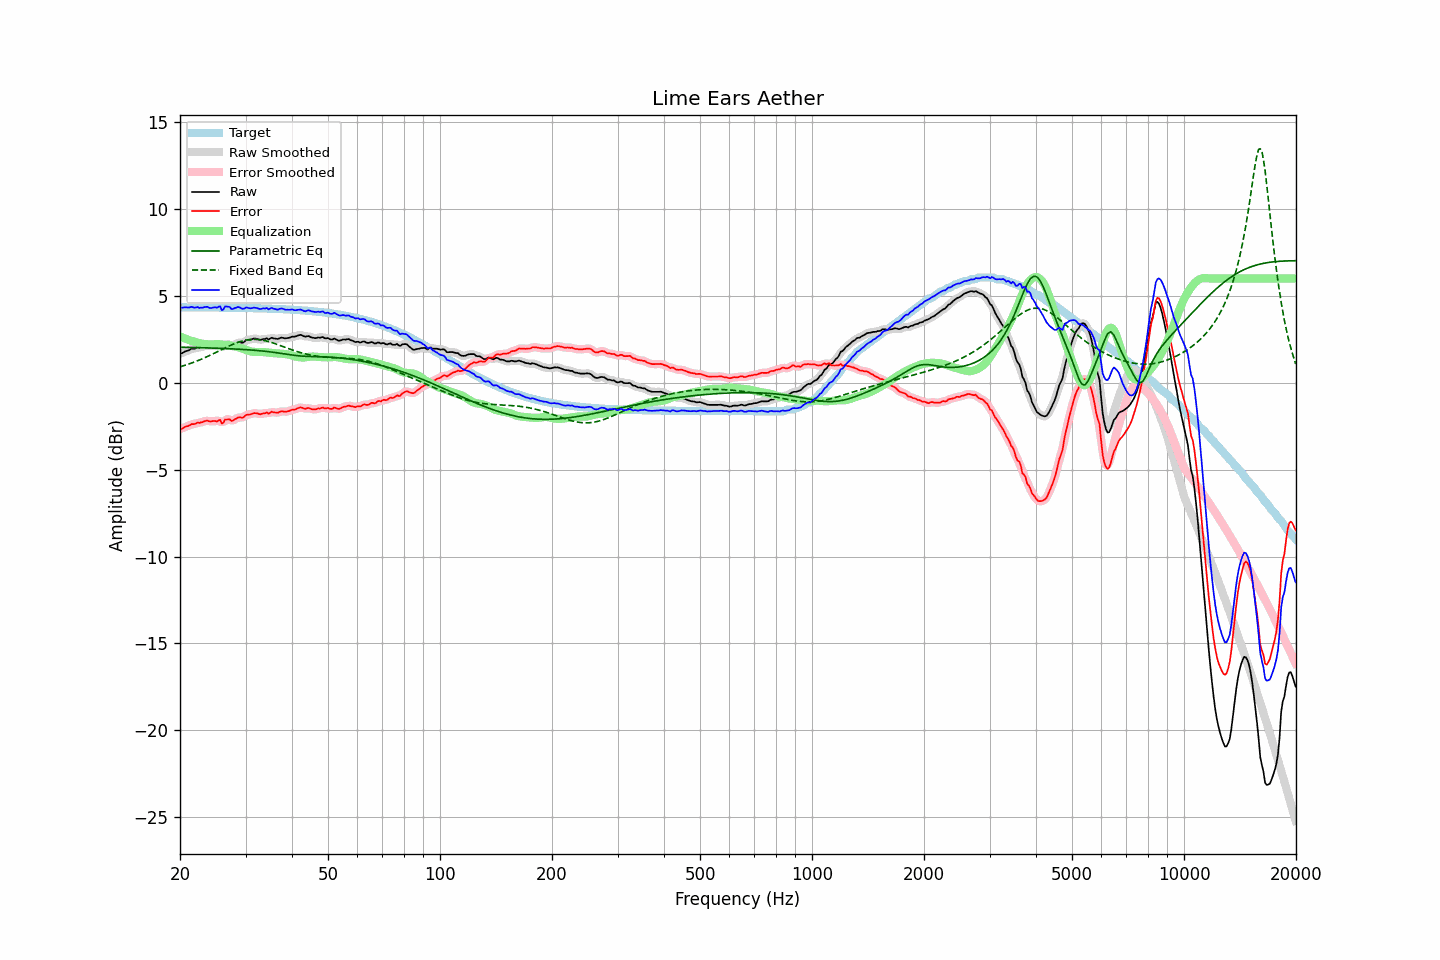 Lime Ears Aether
15
10
5
0
−5
−10
−15
−20
−25
Amplitude (dBr)
Target
Raw Smoothed
Error Smoothed
Raw
Error
Equalization
Parametric Eq
Fixed Band Eq
Equalized
20
50
100
200
500
1000
2000
5000
10000
20000
Frequency (Hz)